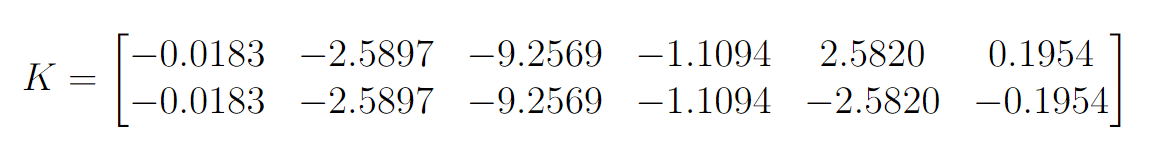 K = [−0.0183 −2.5897 −9.2569 −1.1094 2.5820 0.1954
−0.0183 −2.5897 −9.2569 −1.1094 −2.5820 −0.1954]